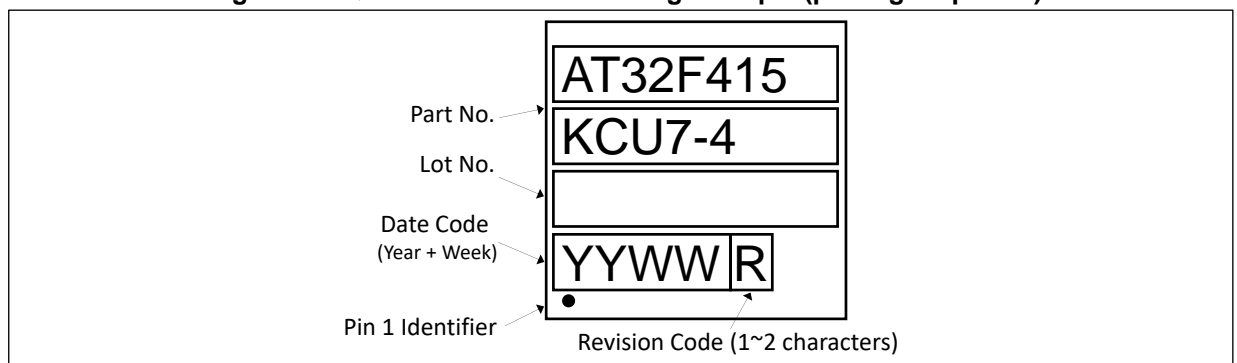 AT32F415
Part No.
KCU7-4
Lot No.
Date Code
(Year + Week)
YYWW R
Pin 1 Identifier
Revision Code (1~2 characters)